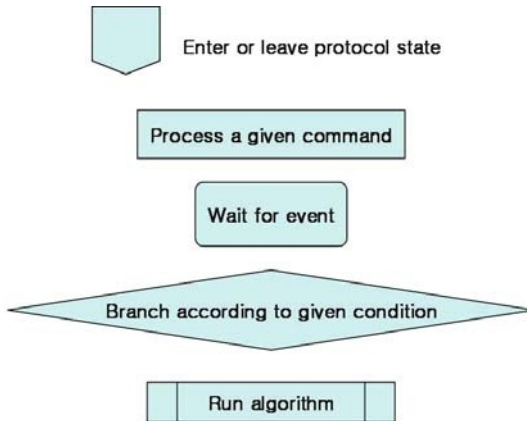 Enter or leave protocol state
Process a given command
Wait for event
Branch according to given condition
Run algorithm